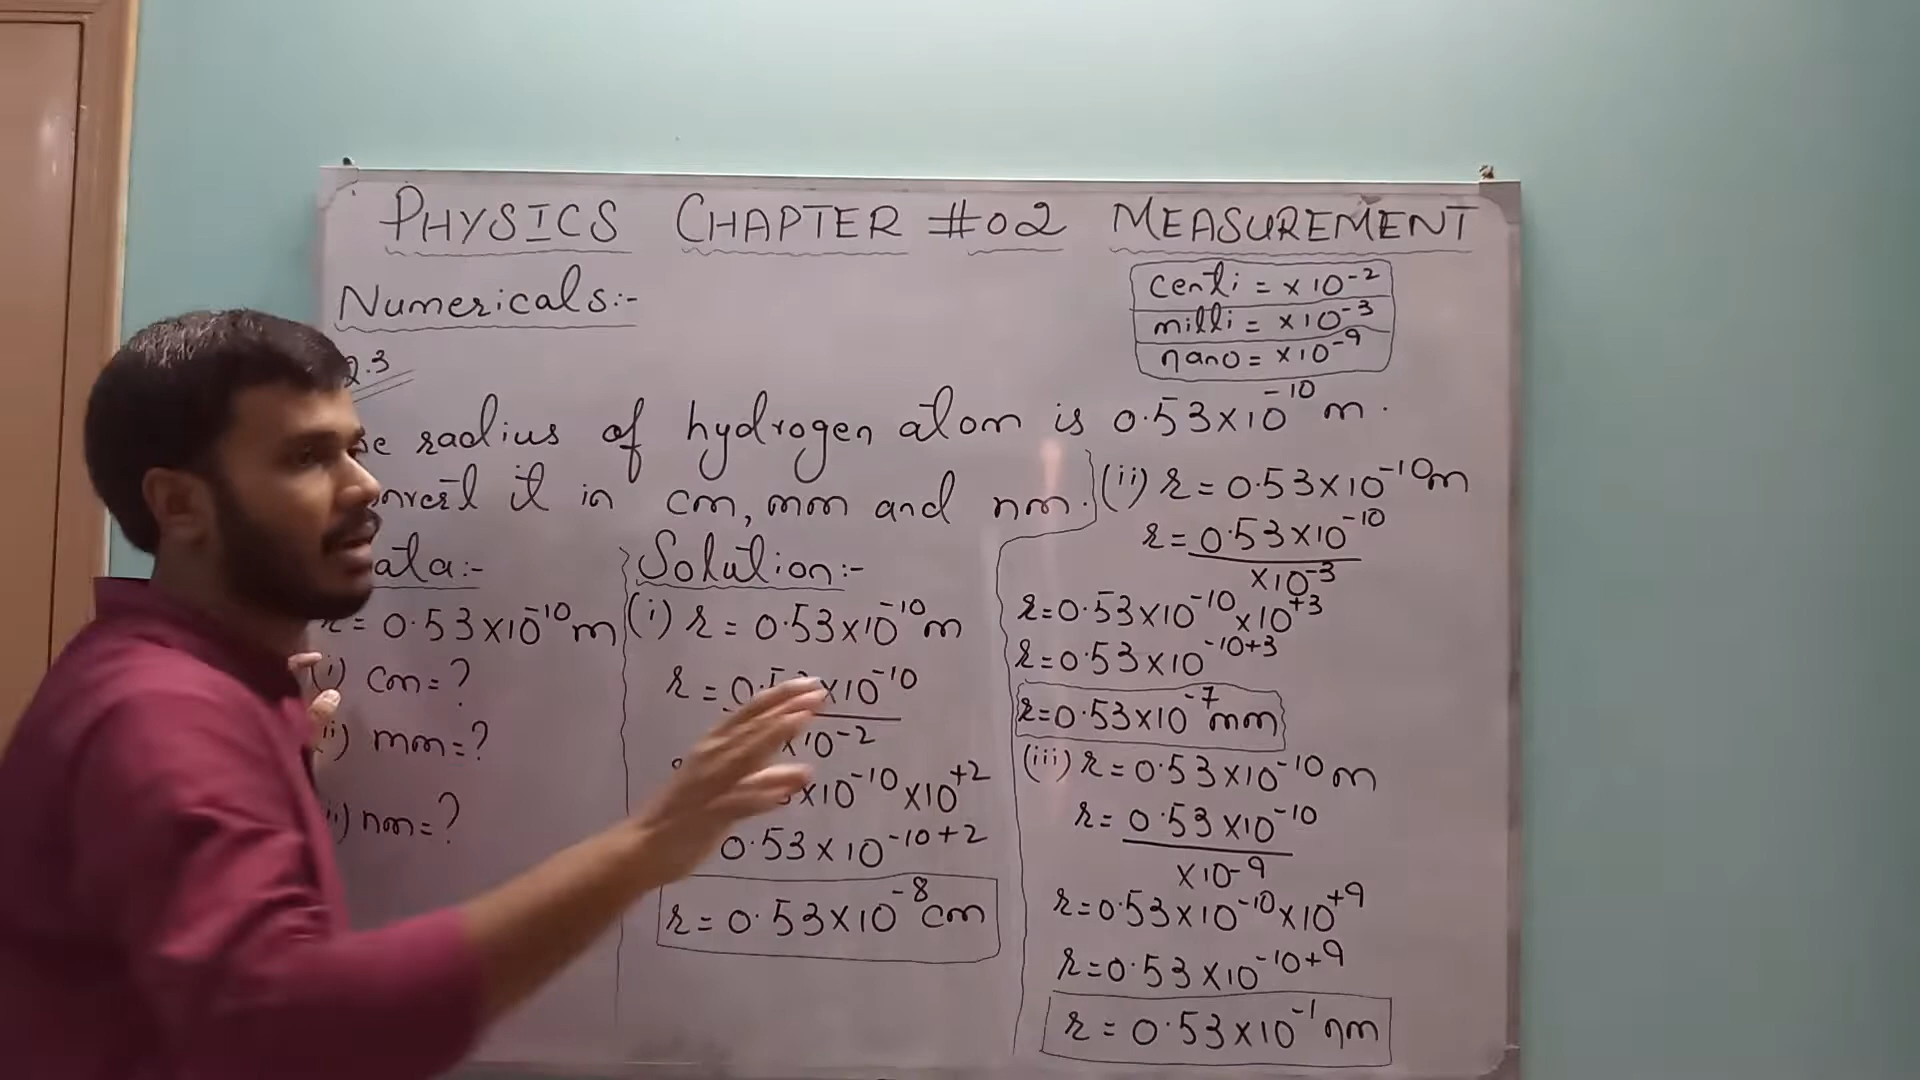 PHYSICS CHAPTER #02 MEASUREMENT
Numericals:-
centi = ×10⁻²
milli = ×10⁻³
nano = ×10⁻⁹
2.3
radius of hydrogen atom is 0.53×10⁻¹⁰ m.
it in cm, mm and nm.
r = 0.53×10⁻¹⁰ m
(i) cm = ?
mm = ?
nm = ?
Solution:-
(i) r = 0.53×10⁻¹⁰ m
r = 0.53×10⁻¹⁰
×10⁻²
×10⁻¹⁰ ×10⁺²
0.53×10⁻¹⁰⁺²
r = 0.53×10⁻⁸ cm
(ii) r = 0.53×10⁻¹⁰ m
r = 0.53×10⁻¹⁰
×10⁻³
r = 0.53×10⁻¹⁰ ×10⁺³
r = 0.53×10⁻¹⁰⁺³
r = 0.53×10⁻⁷ mm
(iii) r = 0.53×10⁻¹⁰ m
r = 0.53×10⁻¹⁰
×10⁻⁹
r = 0.53×10⁻¹⁰ ×10⁺⁹
r = 0.53×10⁻¹⁰⁺⁹
r = 0.53×10⁻¹ nm